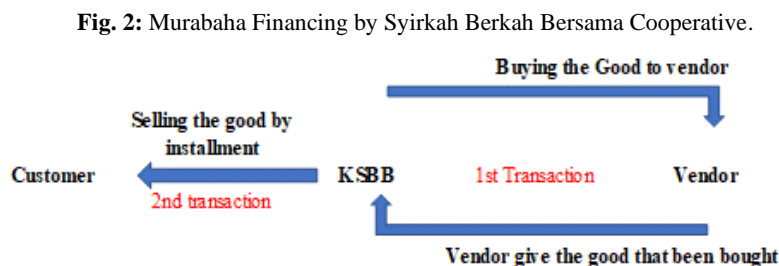 Fig. 2: Murabaha Financing by Syirkah Berkah Bersama Cooperative.
Buying the Good to vendor
Selling the good by
installment
Customer
KSBB
1st Transaction
Vendor
2nd transaction
Vendor give the good that been bought